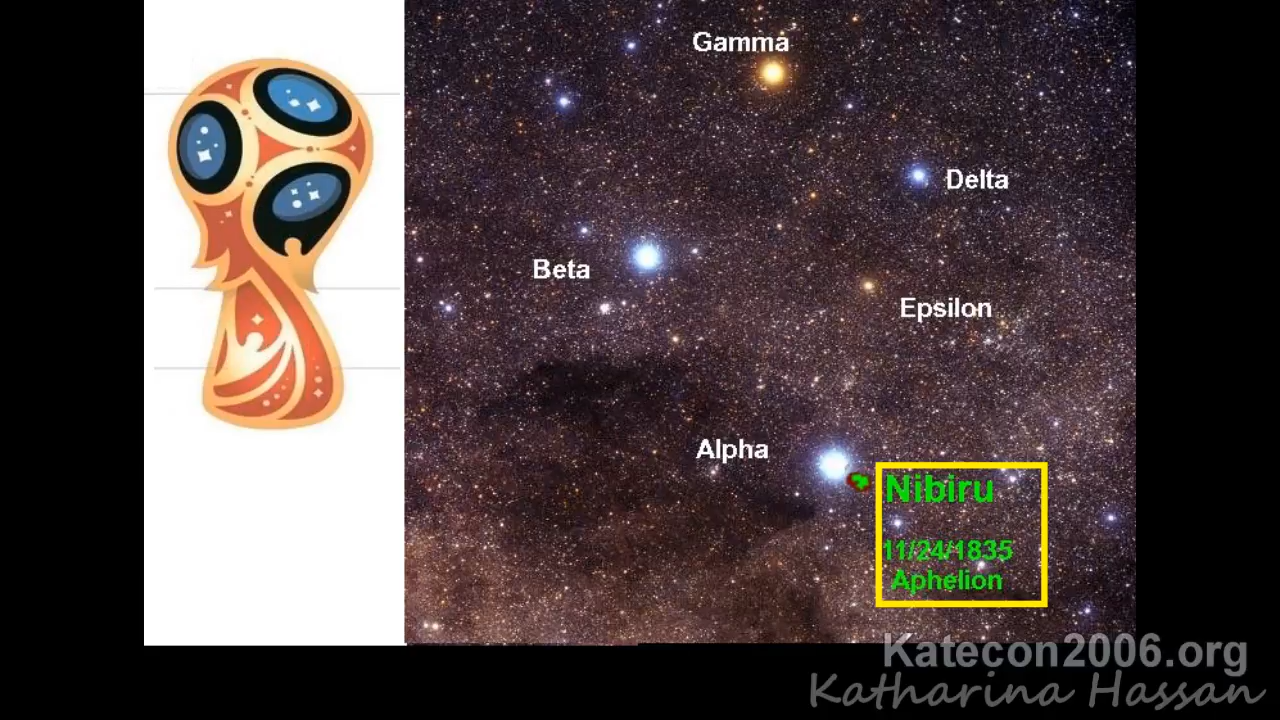 Gamma
Delta
Beta
Epsilon
Alpha
Nibiru
11/24/1835
Aphelion
Katecon2006.org
Katharina Hassan